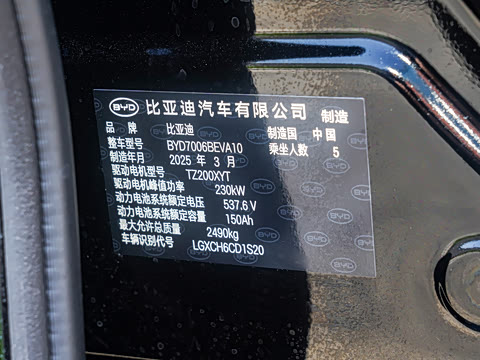 BYD 比亚迪汽车有限公司 制造
品牌 比亚迪 制造国 中国
整车型号 BYD7006BEVA10 乘坐人数 5
制造年月 2025 年 3 月
驱动电机型号 TZ200XYT
驱动电机峰值功率 230kW
动力电池系统额定电压 537.6 V
动力电池系统额定容量 150Ah
最大允许总质量 2490kg
车辆识别代号 LGXCH6CD1S20